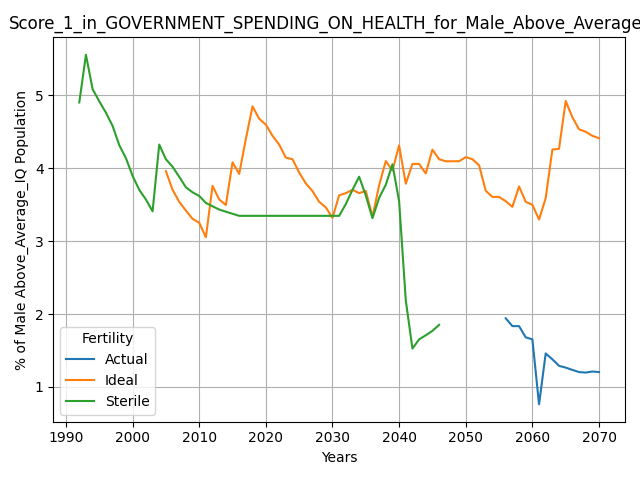 Score_1_in_GOVERNMENT_SPENDING_ON_HEALTH_for_Male_Above_Average
% of Male Above_Average_IQ Population
5
4
3
2
1
Fertility
Actual
Ideal
Sterile
1990 2000 2010 2020 2030 2040 2050 2060 2070
Years